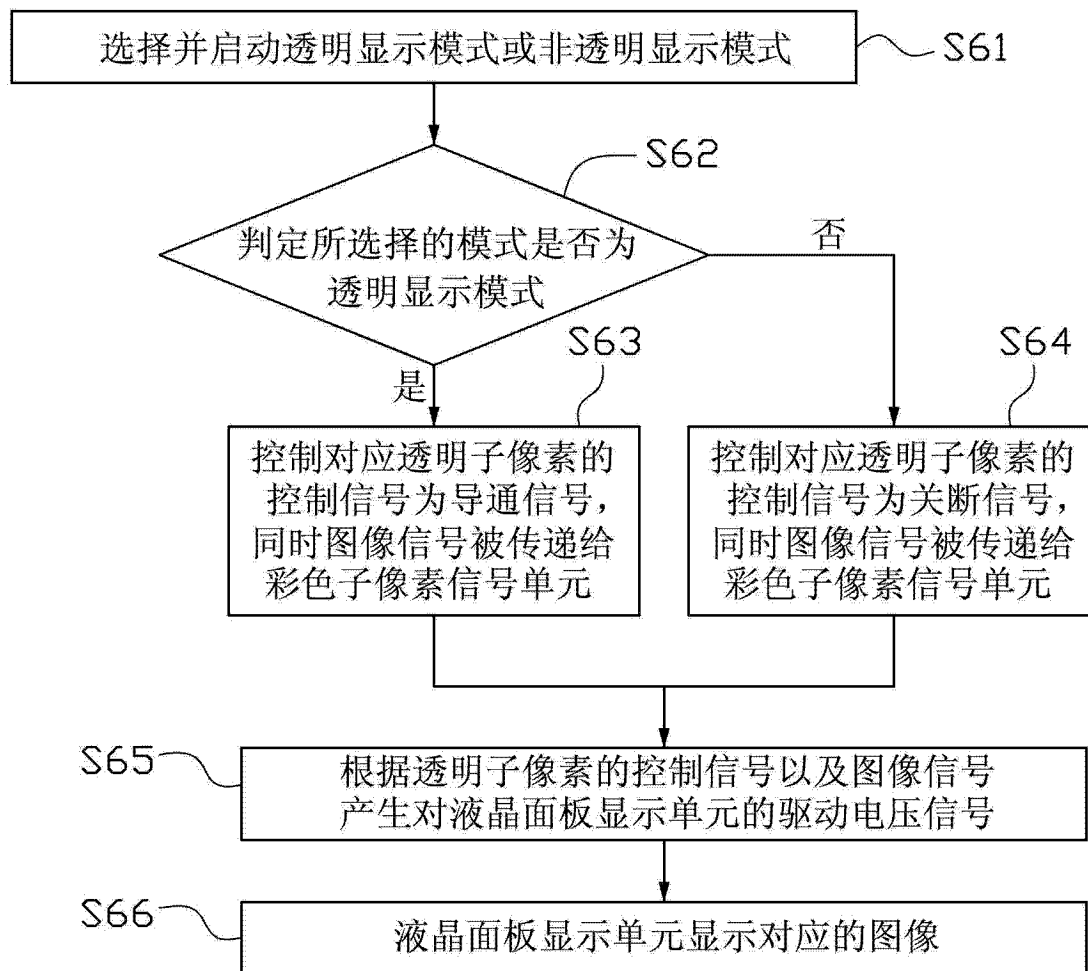 选择并启动透明显示模式或非透明显示模式
S61
S62
判定所选择的模式是否为
透明显示模式
否
是
S63
控制对应透明子像素的
控制信号为导通信号，
同时图像信号被传递给
彩色子像素信号单元
S64
控制对应透明子像素的
控制信号为关断信号，
同时图像信号被传递给
彩色子像素信号单元
S65
根据透明子像素的控制信号以及图像信号
产生对液晶面板显示单元的驱动电压信号
S66
液晶面板显示单元显示对应的图像